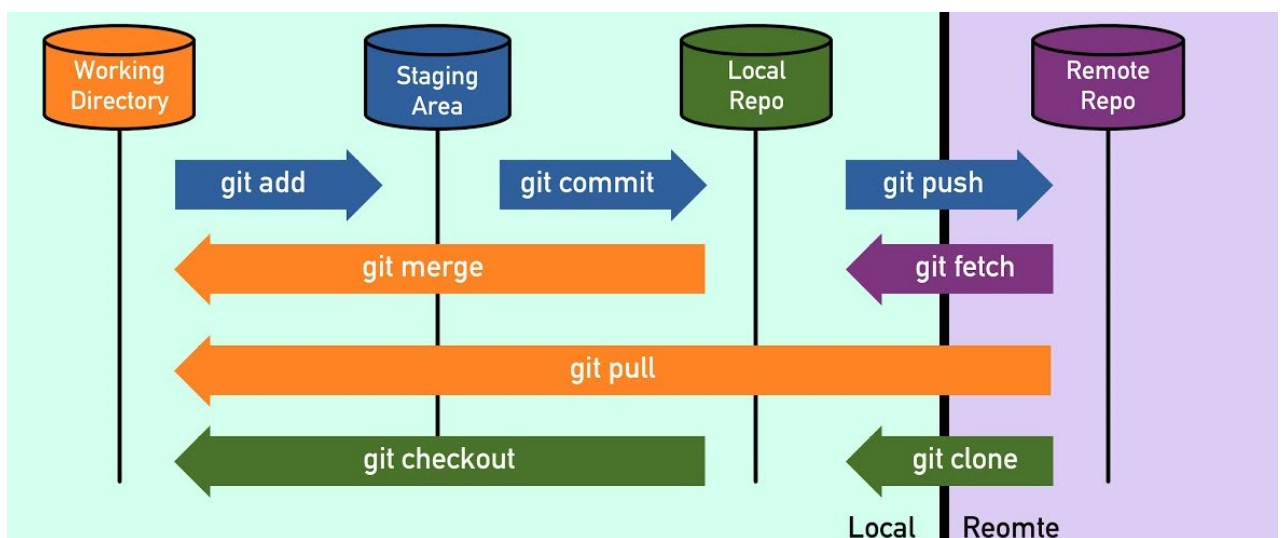 Working
Directory
Staging
Area
Local
Repo
Remote
Repo
git add
git commit
git push
git merge
git fetch
git pull
git checkout
git clone
Local
Reomte